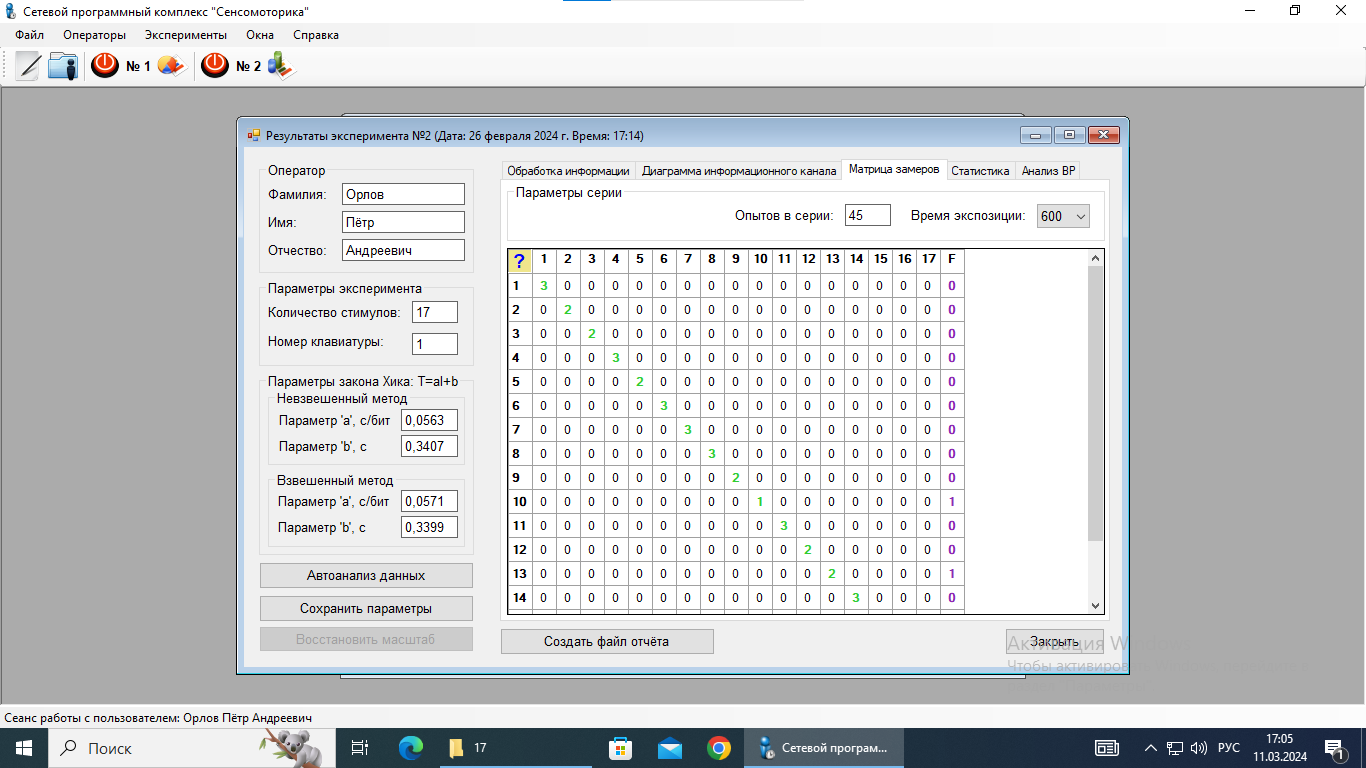 Сетевой программный комплекс "Сенсомоторика"
Файл Операторы Эксперименты Окна Справка
№ 1 № 2
Результаты эксперимента №2 (Дата: 26 февраля 2024 г. Время: 17:14)
Оператор
Фамилия: Орлов
Имя: Пётр
Отчество: Андреевич
Параметры эксперимента
Количество стимулов: 17
Номер клавиатуры: 1
Параметры закона Хика: T=aI+b
Невзвешенный метод
Параметр 'a', с/бит 0,0563
Параметр 'b', с 0,3407
Взвешенный метод
Параметр 'a', с/бит 0,0571
Параметр 'b', с 0,3399
Автоанализ данных
Сохранить параметры
Восстановить масштаб
Обработка информации Диаграмма информационного канала Матрица замеров Статистика Анализ ВР
Параметры серии
Опытов в серии: 45 Время экспозиции: 600
? 1 2 3 4 5 6 7 8 9 10 11 12 13 14 15 16 17 F
1 3 0 0 0 0 0 0 0 0 0 0 0 0 0 0 0 0 0
2 0 2 0 0 0 0 0 0 0 0 0 0 0 0 0 0 0 0
3 0 0 2 0 0 0 0 0 0 0 0 0 0 0 0 0 0 0
4 0 0 0 3 0 0 0 0 0 0 0 0 0 0 0 0 0 0
5 0 0 0 0 2 0 0 0 0 0 0 0 0 0 0 0 0 0
6 0 0 0 0 0 3 0 0 0 0 0 0 0 0 0 0 0 0
7 0 0 0 0 0 0 3 0 0 0 0 0 0 0 0 0 0 0
8 0 0 0 0 0 0 0 3 0 0 0 0 0 0 0 0 0 0
9 0 0 0 0 0 0 0 0 2 0 0 0 0 0 0 0 0 0
10 0 0 0 0 0 0 0 0 0 1 0 0 0 0 0 0 0 1
11 0 0 0 0 0 0 0 0 0 0 3 0 0 0 0 0 0 0
12 0 0 0 0 0 0 0 0 0 0 0 2 0 0 0 0 0 0
13 0 0 0 0 0 0 0 0 0 0 0 0 2 0 0 0 0 1
14 0 0 0 0 0 0 0 0 0 0 0 0 0 3 0 0 0 0
Создать файл отчёта Закрыть
Активация W
Чтобы активиров
Сеанс работы с пользователем: Орлов Пётр Андреевич
Поиск 17 Сетевой програм... РУС 17:05
11.03.2024 1